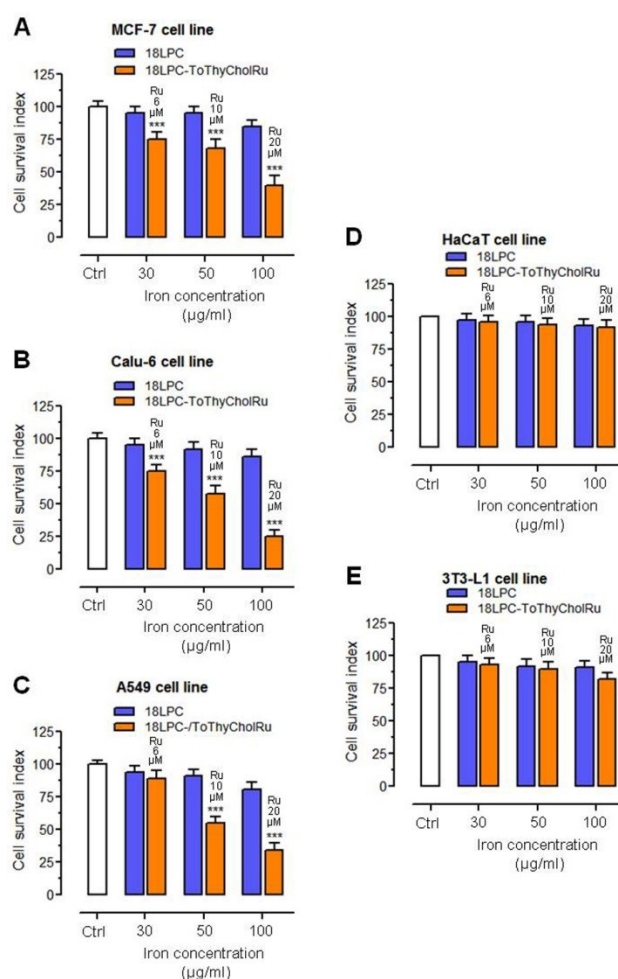 A
MCF-7 cell line
18LPC
18LPC-ToThyCholRu
Cell survival index
125
100
75
50
25
0
Ru
6
µM
***
Ru
10
µM
***
Ru
20
µM
***
Ctrl
30
50
100
Iron concentration
(µg/ml)
B
Calu-6 cell line
18LPC
18LPC-ToThyCholRu
Cell survival index
125
100
75
50
25
0
Ru
6
µM
***
Ru
10
µM
***
Ru
20
µM
***
Ctrl
30
50
100
Iron concentration
(µg/ml)
C
A549 cell line
18LPC
18LPC-/ToThyCholRu
Cell survival index
125
100
75
50
25
0
Ru
6
µM
Ru
10
µM
***
Ru
20
µM
***
Ctrl
30
50
100
Iron concentration
(µg/ml)
D
HaCaT cell line
18LPC
18LPC-ToThyCholRu
Cell survival index
125
100
75
50
25
0
Ru
6
µM
Ru
10
µM
Ru
20
µM
Ctrl
30
50
100
Iron concentration
(µg/ml)
E
3T3-L1 cell line
18LPC
18LPC-ToThyCholRu
Cell survival index
125
100
75
50
25
0
Ru
6
µM
Ru
10
µM
Ru
20
µM
Ctrl
30
50
100
Iron concentration
(µg/ml)